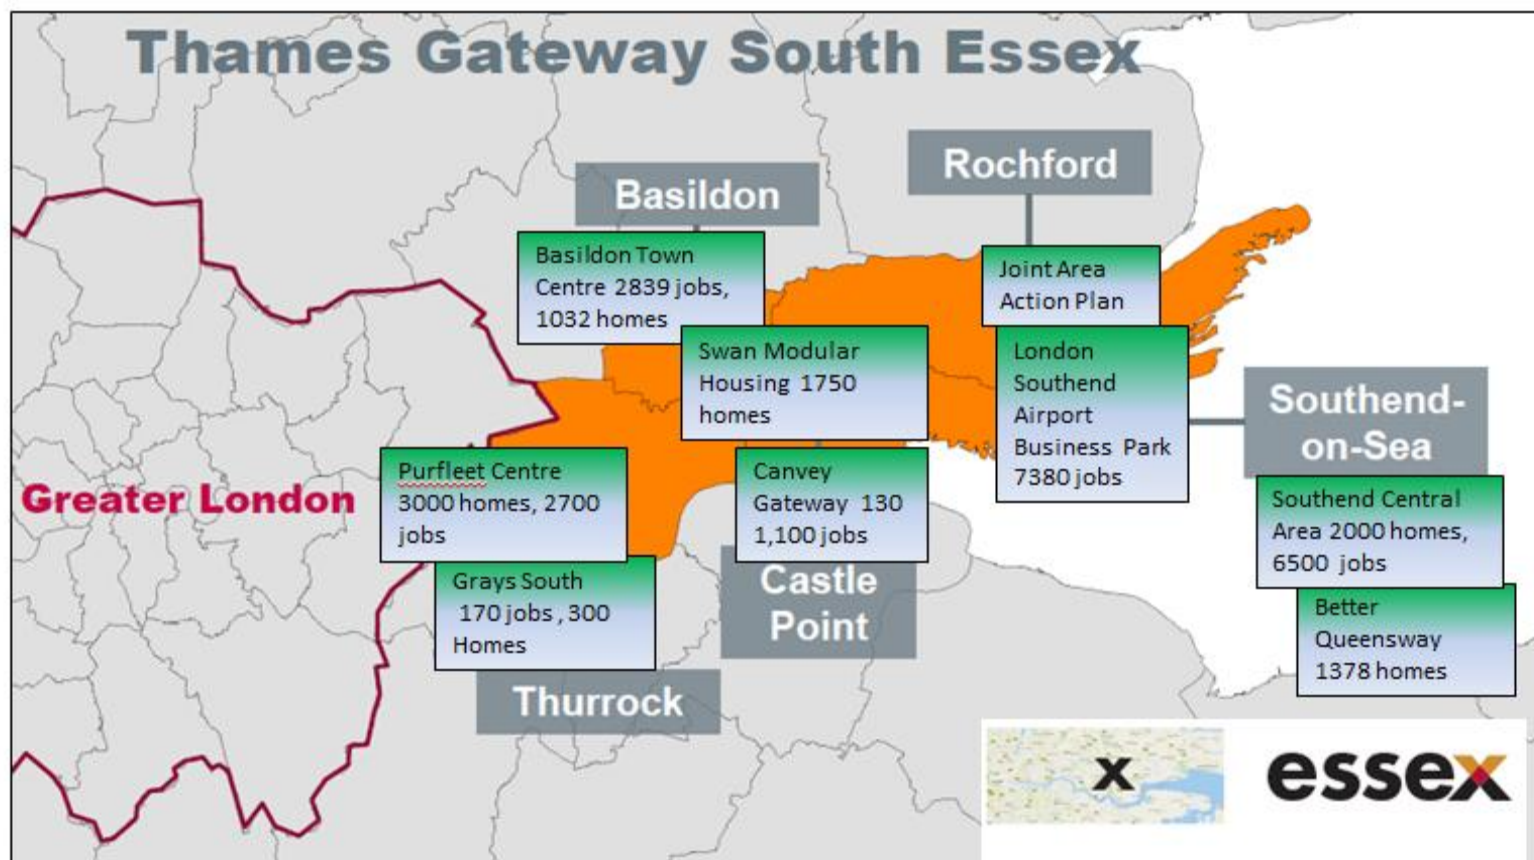 Thames Gateway South Essex
Rochford
Basildon
Basildon Town
Centre 2839 jobs,
1032 homes
Joint Area
Action Plan
Swan Modular
Housing 1750
homes
London
Southend
Airport
Business Park
7380 jobs
Southend-
on-Sea
Greater London
Purfleet Centre
3000 homes, 2700
jobs
Canvey
Gateway 130
1,100 jobs
Southend Central
Area 2000 homes,
6500 jobs
Grays South
170 jobs , 300
Homes
Castle
Point
Better
Queensway
1378 homes
Thurrock
X
essex